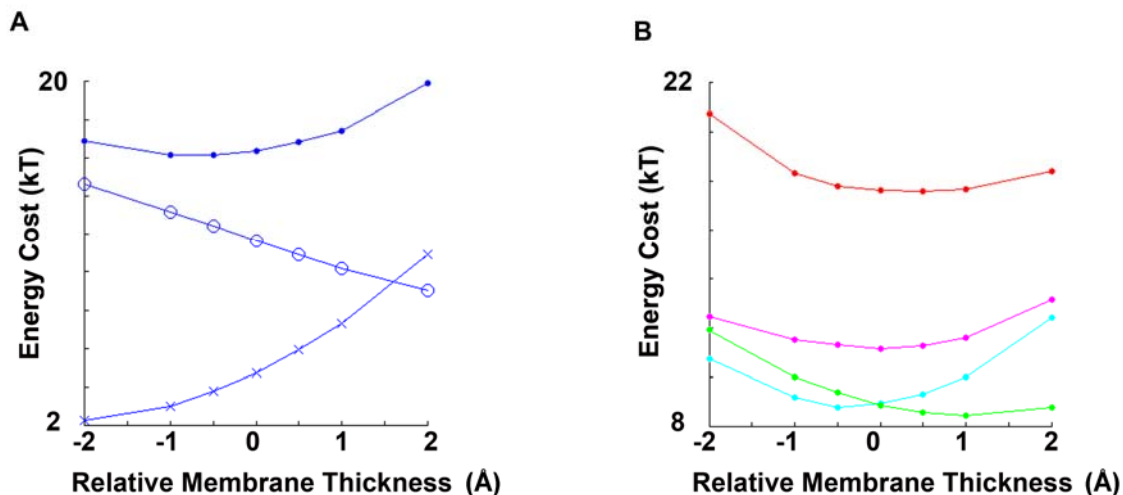 A
20
Energy Cost (kT)
2
-2 -1 0 1 2
Relative Membrane Thickness (Å)
B
22
Energy Cost (kT)
8
-2 -1 0 1 2
Relative Membrane Thickness (Å)